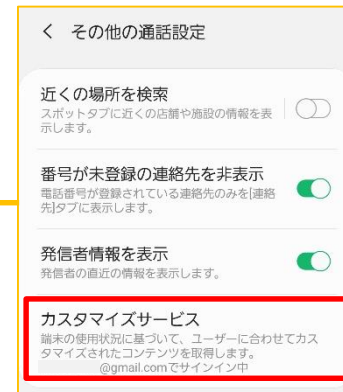 く その他の通話設定
近くの場所を検索
スポットタブに近くの店舗や施設の情報を表
示します。
番号が未登録の連絡先を非表示
電話番号が登録されている連絡先のみを[連絡
先]タブに表示します。
発信者情報を表示
発信者の直近の情報を表示します。
カスタマイズサービス
端末の使用状況に基づいて、ユーザーに合わせてカス
タマイズされたコンテンツを取得します。
@gmail.comでサインイン中